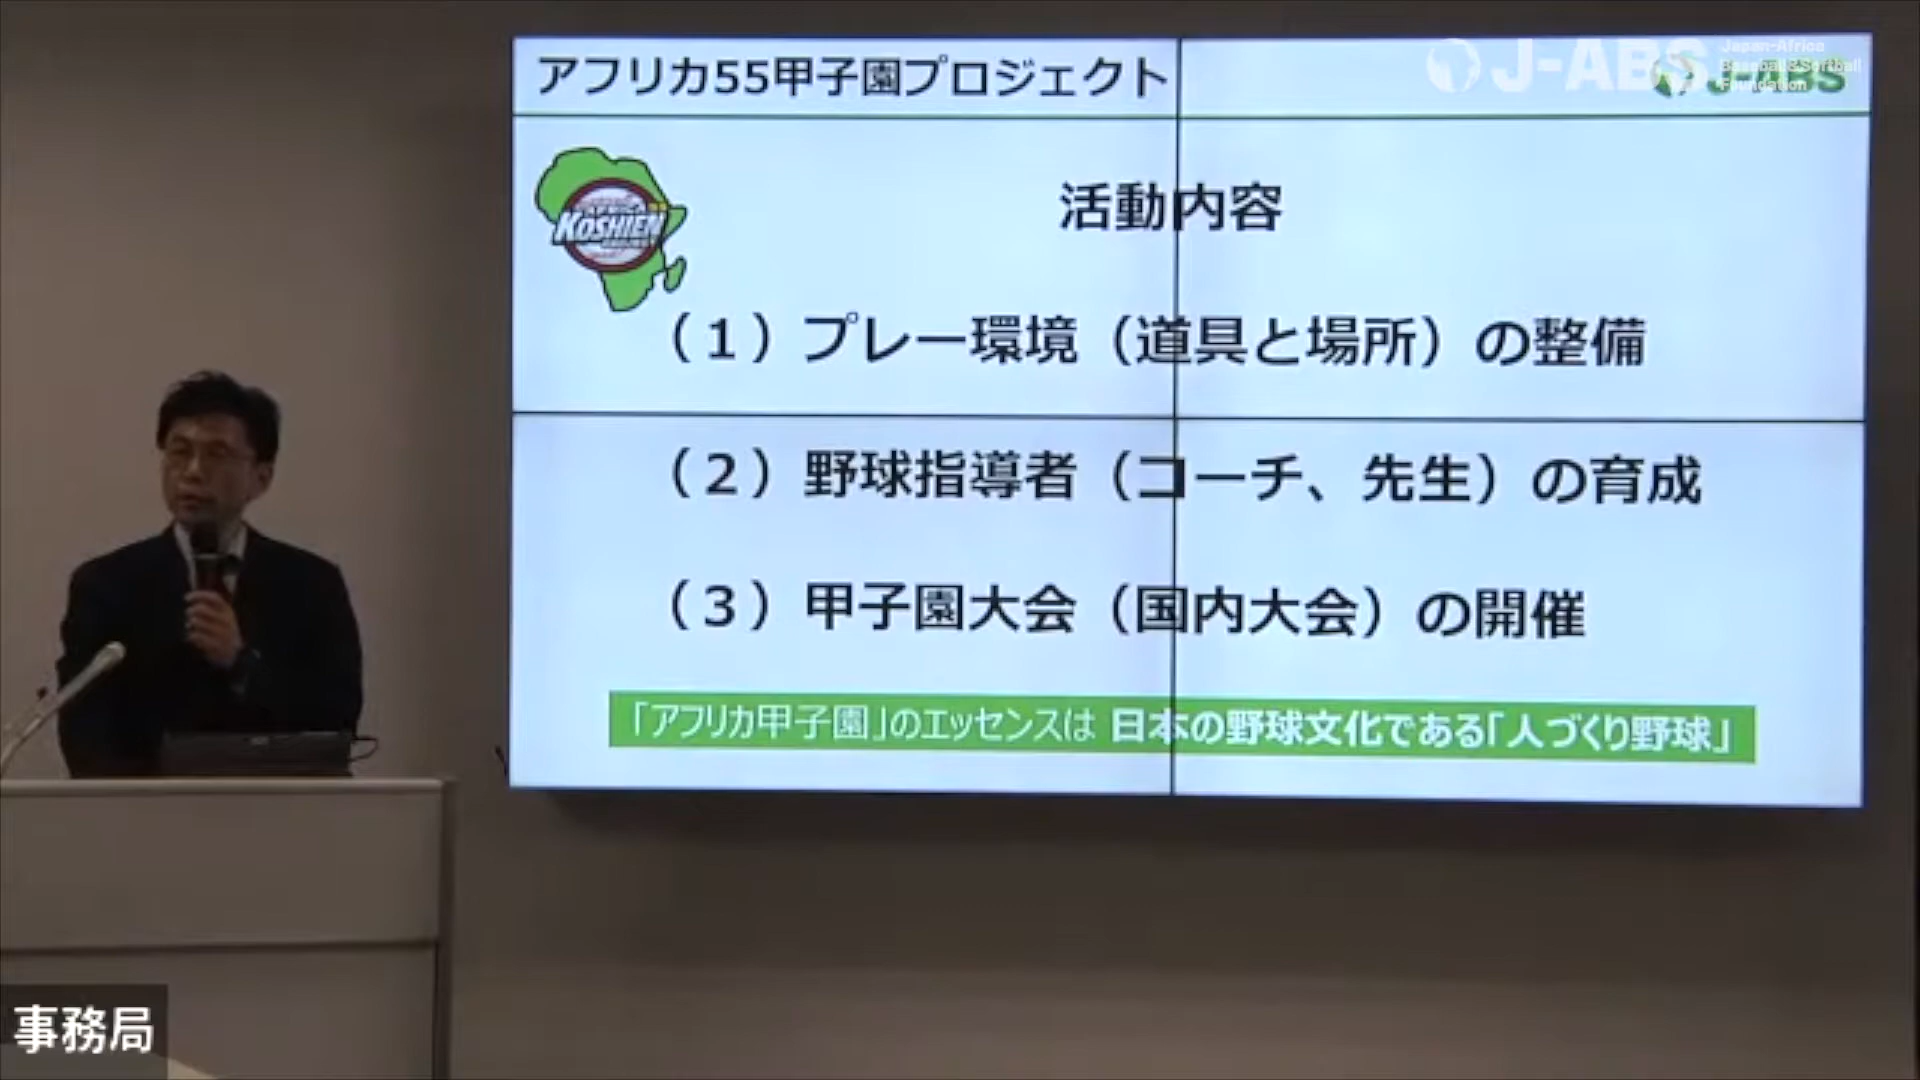 アフリカ55甲子園プロジェクト
J-ABS
Japan-Africa
Baseball&Softball
Foundation
J-ABS
KOSHIEN
活動内容
（1）プレー環境（道具と場所）の整備
（2）野球指導者（コーチ、先生）の育成
（3）甲子園大会（国内大会）の開催
「アフリカ甲子園」のエッセンスは 日本の野球文化である「人づくり野球」
事務局